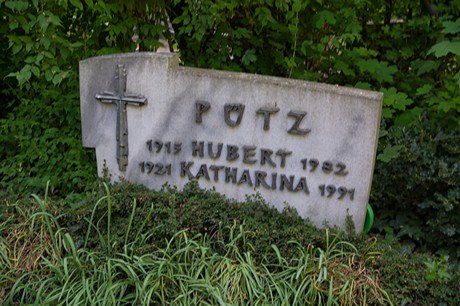 PÜTZ
1915 HUBERT 1982
1921 KATHARINA 1991